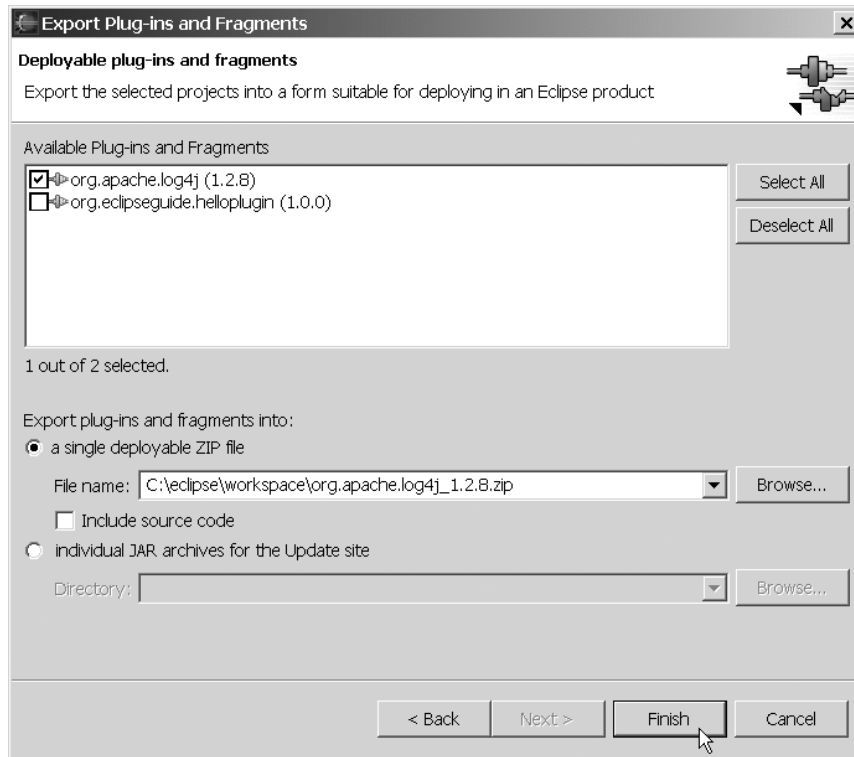 Export Plug-ins and Fragments
Deployable plug-ins and fragments
Export the selected projects into a form suitable for deploying in an Eclipse product
Available Plug-ins and Fragments
org.apache.log4j (1.2.8)
org.eclipseguide.helloplugin (1.0.0)
Select All
Deselect All
1 out of 2 selected.
Export plug-ins and fragments into:
a single deployable ZIP file
File name: C:\eclipse\workspace\org.apache.log4j_1.2.8.zip Browse...
Include source code
individual JAR archives for the Update site
Directory: Browse...
< Back Next > Finish Cancel